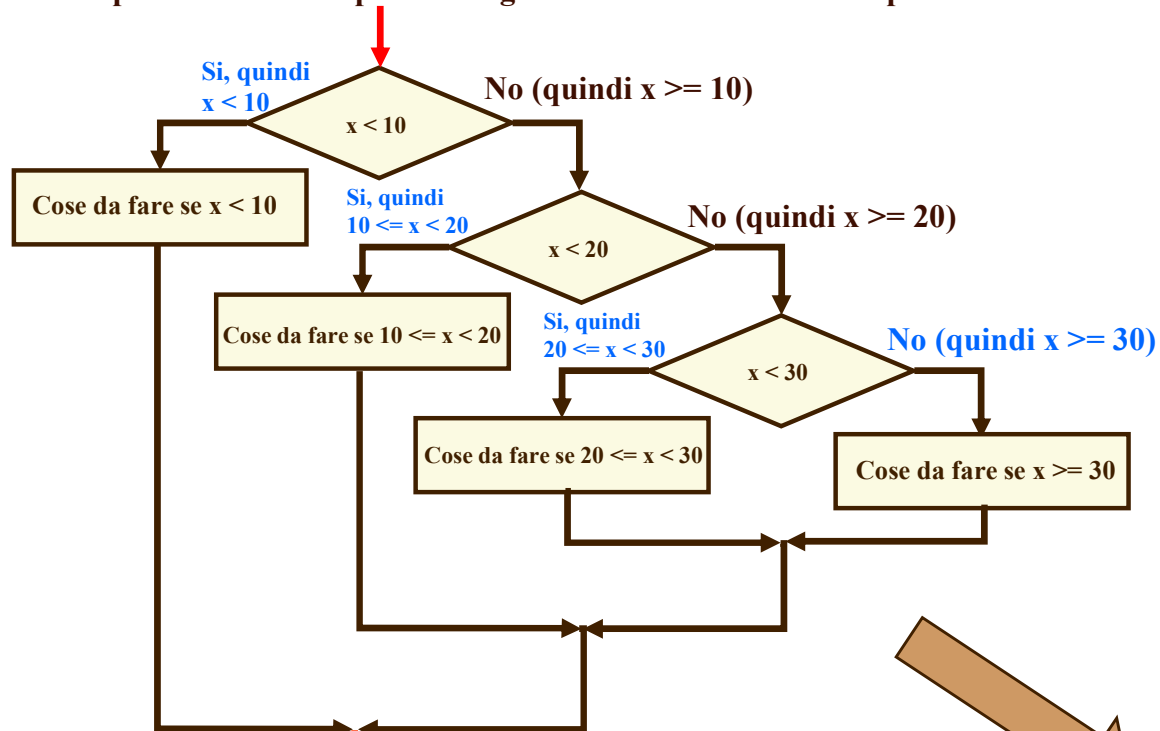 Si, quindi
x < 10
No (quindi x >= 10)
x < 10
Cose da fare se x < 10
Si, quindi
10 <= x < 20
No (quindi x >= 20)
x < 20
Cose da fare se 10 <= x < 20
Si, quindi
20 <= x < 30
No (quindi x >= 30)
x < 30
Cose da fare se 20 <= x < 30
Cose da fare se x >= 30